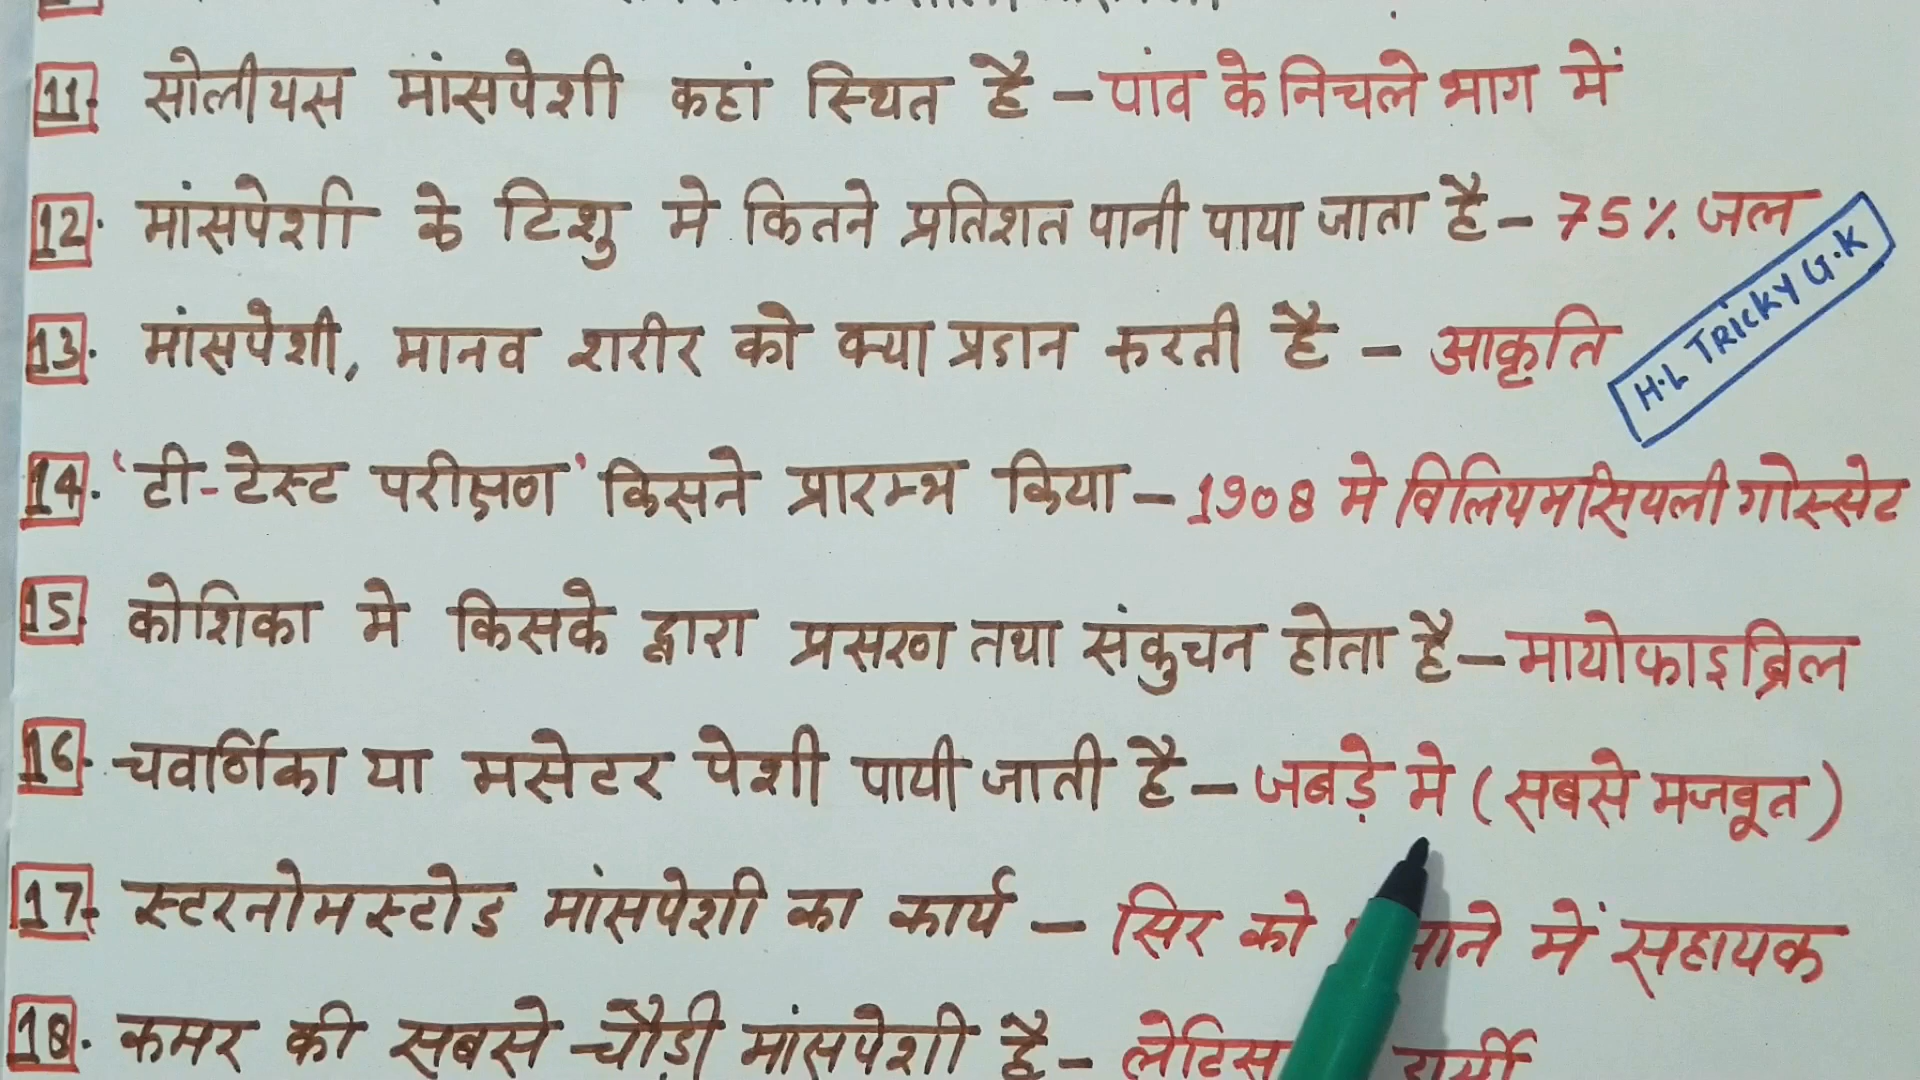 11. सोलीयस मांसपेशी कहां स्थित है – पांव के निचले भाग में
12. मांसपेशी के टिशु मे कितने प्रतिशत पानी पाया जाता है – 75% जल
13. मांसपेशी, मानव शरीर को क्या प्रदान करती है – आकृति
H.L TRICKY G.K
14. 'टी-टेस्ट परीक्षण' किसने प्रारम्भ किया – 1908 मे विलियम सियली गोस्सेट
15 कोशिका मे किसके द्वारा प्रसरण तथा संकुचन होता है – मायोफाइब्रिल
16. चवर्णिका या मसेटर पेशी पायी जाती है – जबड़े मे (सबसे मजबूत)
17. स्टरनोमस्टोड मांसपेशी का कार्य – सिर को में सहायक
18. कमर की सबसे चौड़ी मांसपेशी है –